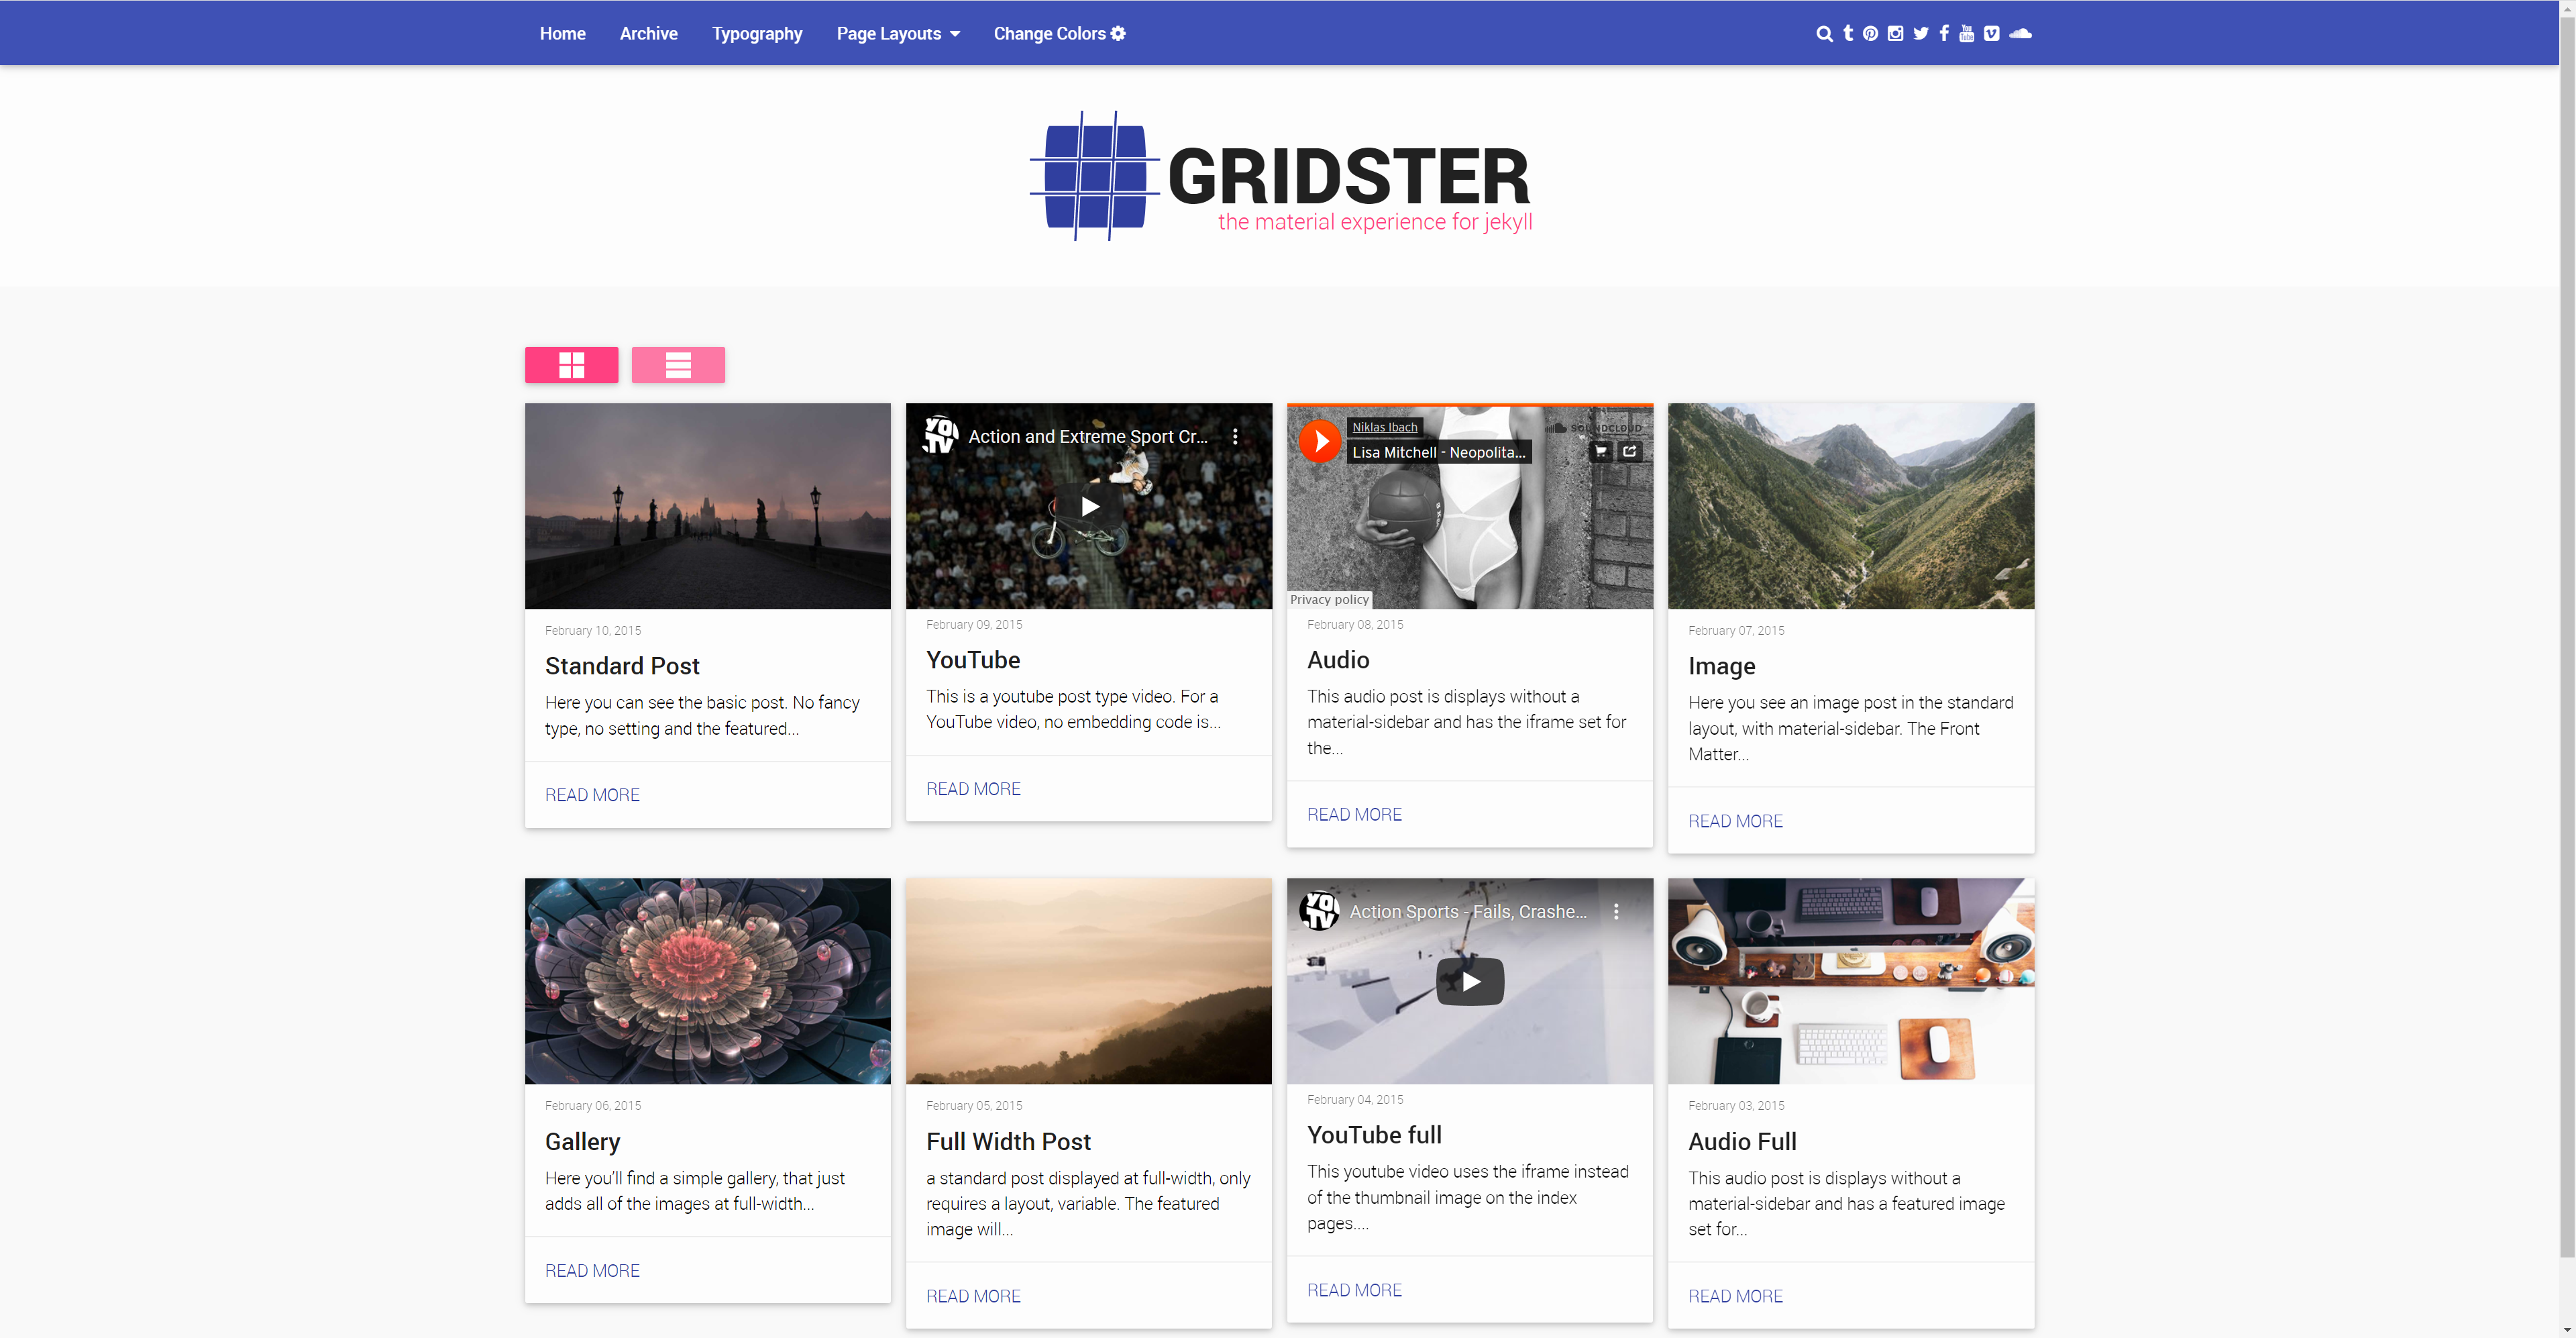 Home Archive Typography Page Layouts Change Colors
GRIDSTER
the material experience for jekyll
YO TV
Action and Extreme Sport Cr...
Niklas Ibach
SOUNDCLOUD
Lisa Mitchell - Neopolita...
Privacy policy
February 10, 2015
Standard Post
Here you can see the basic post. No fancy
type, no setting and the featured...
READ MORE
February 09, 2015
YouTube
This is a youtube post type video. For a
YouTube video, no embedding code is...
READ MORE
February 08, 2015
Audio
This audio post is displays without a
material-sidebar and has the iframe set for
the...
READ MORE
February 07, 2015
Image
Here you see an image post in the standard
layout, with material-sidebar. The Front
Matter...
READ MORE
YO TV
Action Sports - Fails, Crashe...
February 06, 2015
Gallery
Here you’ll find a simple gallery, that just
adds all of the images at full-width...
READ MORE
February 05, 2015
Full Width Post
a standard post displayed at full-width, only
requires a layout, variable. The featured
image will...
READ MORE
February 04, 2015
YouTube full
This youtube video uses the iframe instead
of the thumbnail image on the index
pages....
READ MORE
February 03, 2015
Audio Full
This audio post is displays without a
material-sidebar and has a featured image
set for...
READ MORE